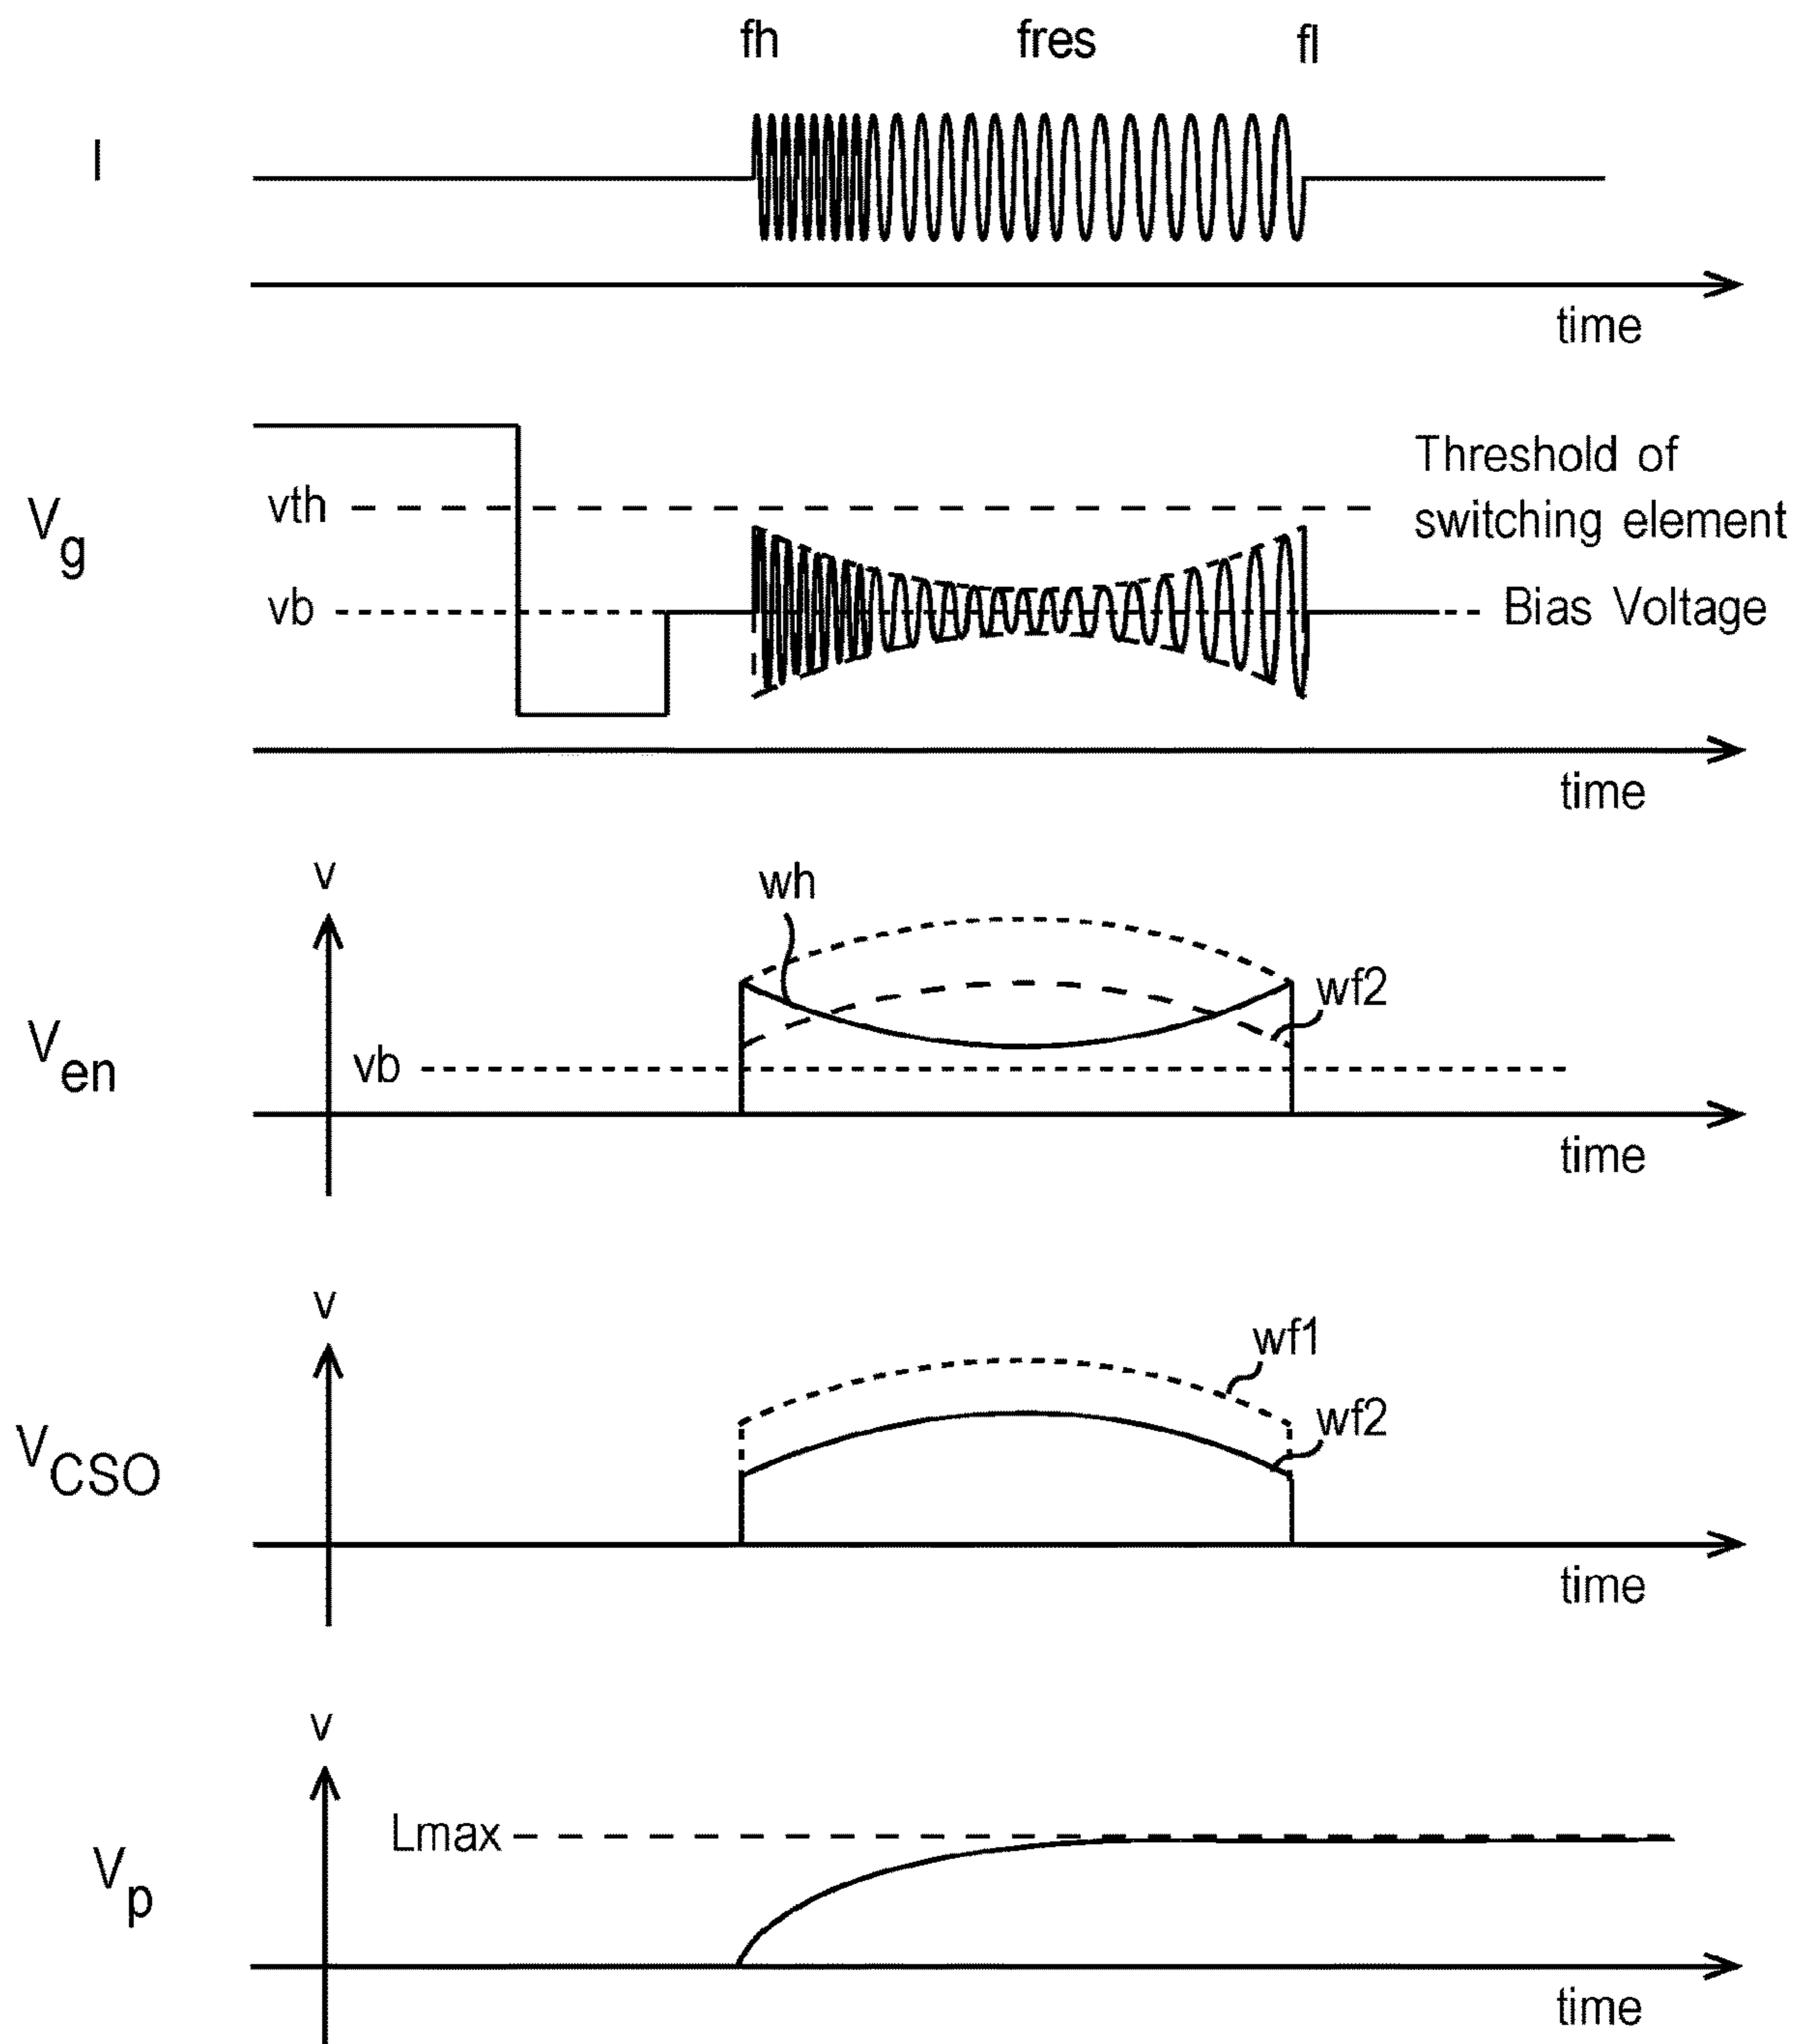 fh fres fl
I
time
Threshold of
switching element
vth
Vg
vb
Bias Voltage
time
v
wh
wf2
Ven
vb
time
v
wf1
wf2
VCSO
time
v
Lmax
Vp
time